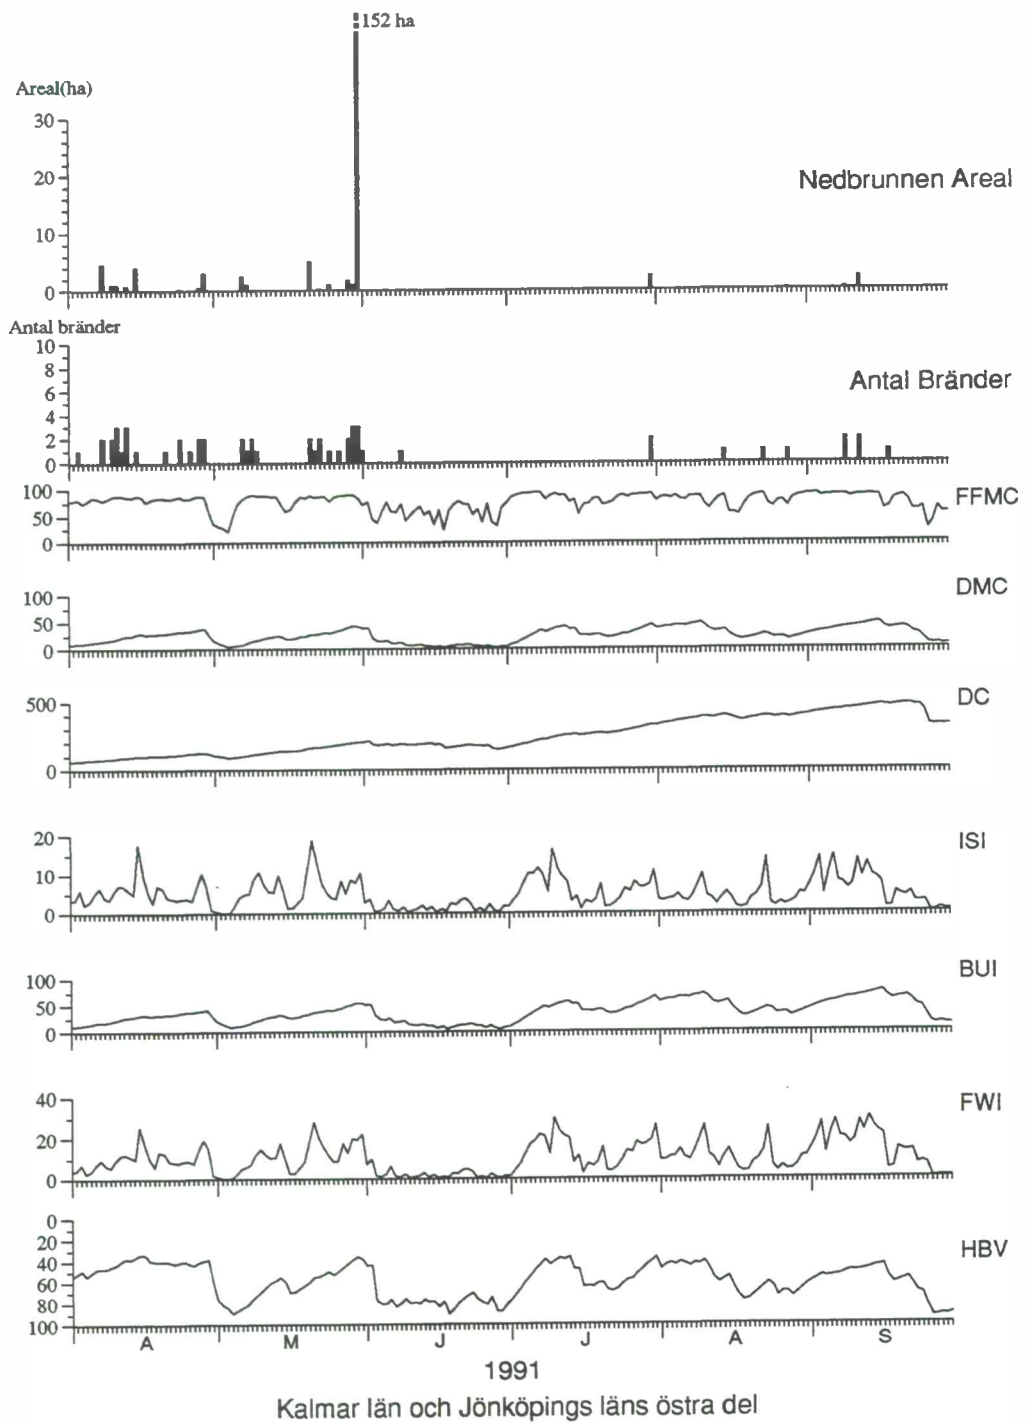 152 ha
Areal(ha)
30
20
10
0
Nedbrunnen Areal
Antal bränder
10
8
6
4
2
0
Antal Bränder
100
50
0
FFMC
100
50
0
DMC
500
0
DC
20
10
0
ISI
100
50
0
BUI
40
20
0
FWI
0
20
40
60
80
100
HBV
A M J J A S
1991
Kalmar län och Jönköpings läns östra del